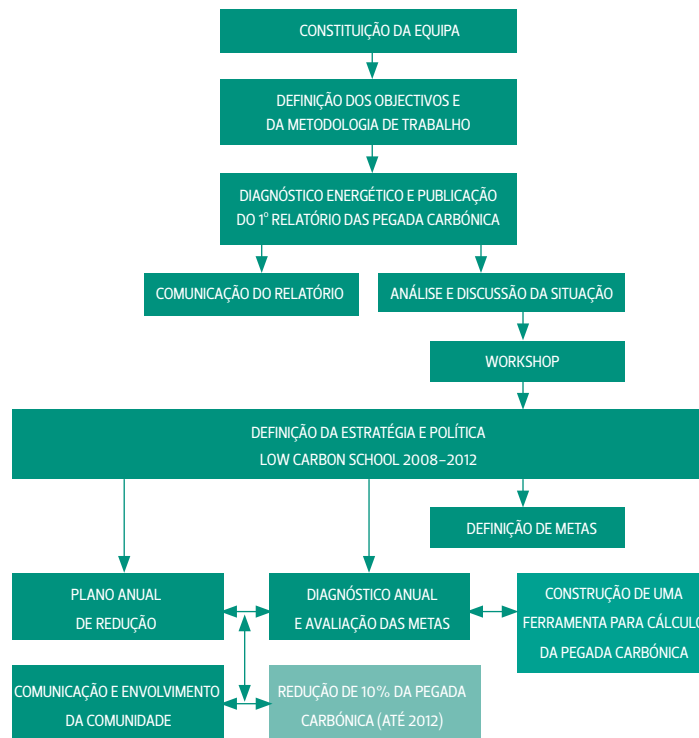 CONSTITUIÇÃO DA EQUIPA
DEFINIÇÃO DOS OBJECTIVOS E
DA METODOLOGIA DE TRABALHO
DIAGNÓSTICO ENERGÉTICO E PUBLICAÇÃO
DO 1º RELATÓRIO DAS PEGADA CARBÓNICA
COMUNICAÇÃO DO RELATÓRIO
ANÁLISE E DISCUSSÃO DA SITUAÇÃO
WORKSHOP
DEFINIÇÃO DA ESTRATÉGIA E POLÍTICA
LOW CARBON SCHOOL 2008–2012
DEFINIÇÃO DE METAS
PLANO ANUAL
DE REDUÇÃO
DIAGNÓSTICO ANUAL
E AVALIAÇÃO DAS METAS
CONSTRUÇÃO DE UMA
FERRAMENTA PARA CÁLCULO
DA PEGADA CARBÓNICA
COMUNICAÇÃO E ENVOLVIMENTO
DA COMUNIDADE
REDUÇÃO DE 10% DA PEGADA
CARBÓNICA (ATÉ 2012)